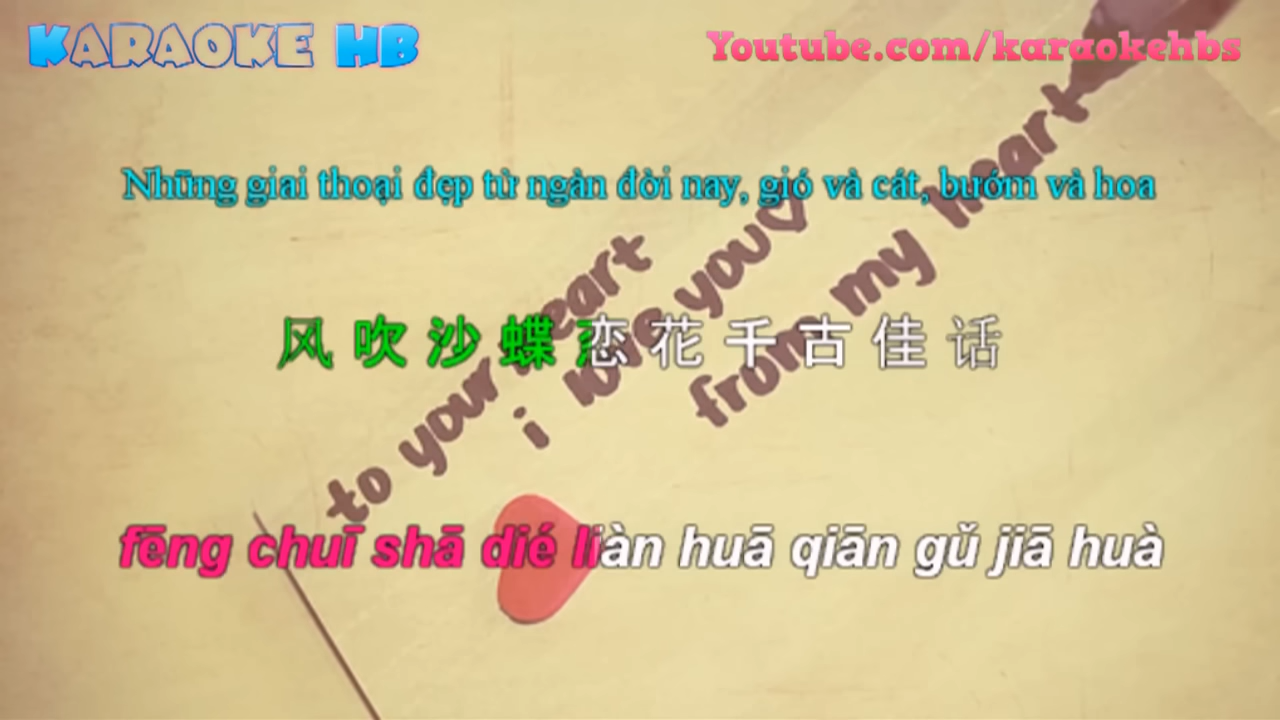 KARAOKE HB
Youtube.com/karaokehbs
Những giai thoại đẹp từ ngàn đời nay, gió và cát, bướm và hoa
风吹沙蝶恋花千古佳话
fēng chuī shā dié liàn huā qiān gǔ jiā huà
to your heart
i love you♡
from my heart